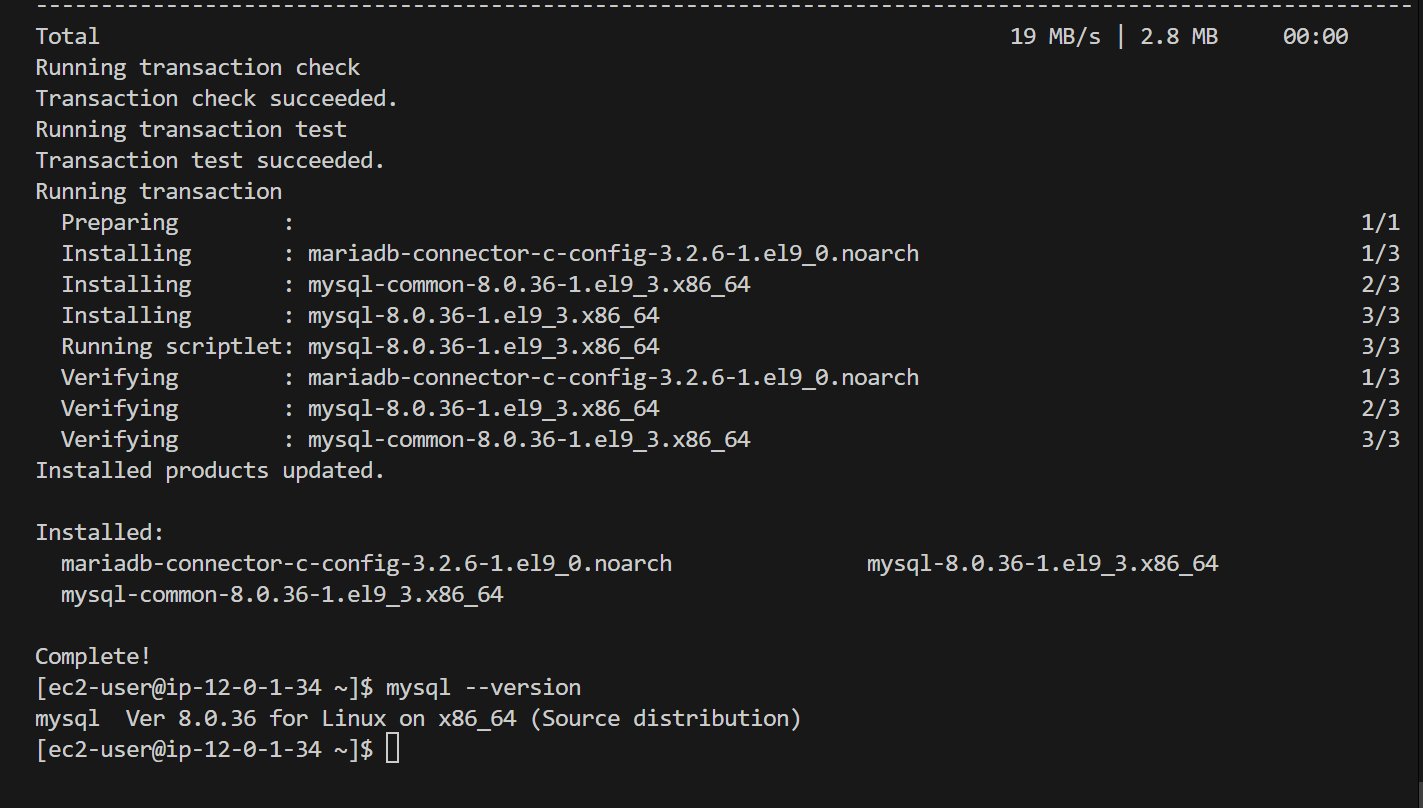 --------------------------------------------------------------------------------------------------------
Total                                                                      19 MB/s | 2.8 MB     00:00
Running transaction check
Transaction check succeeded.
Running transaction test
Transaction test succeeded.
Running transaction
  Preparing        :                                                                                  1/1
  Installing       : mariadb-connector-c-config-3.2.6-1.el9_0.noarch                                  1/3
  Installing       : mysql-common-8.0.36-1.el9_3.x86_64                                               2/3
  Installing       : mysql-8.0.36-1.el9_3.x86_64                                                      3/3
  Running scriptlet: mysql-8.0.36-1.el9_3.x86_64                                                      3/3
  Verifying        : mariadb-connector-c-config-3.2.6-1.el9_0.noarch                                  1/3
  Verifying        : mysql-8.0.36-1.el9_3.x86_64                                                      2/3
  Verifying        : mysql-common-8.0.36-1.el9_3.x86_64                                               3/3
Installed products updated.

Installed:
  mariadb-connector-c-config-3.2.6-1.el9_0.noarch               mysql-8.0.36-1.el9_3.x86_64
  mysql-common-8.0.36-1.el9_3.x86_64

Complete!
[ec2-user@ip-12-0-1-34 ~]$ mysql --version
mysql  Ver 8.0.36 for Linux on x86_64 (Source distribution)
[ec2-user@ip-12-0-1-34 ~]$